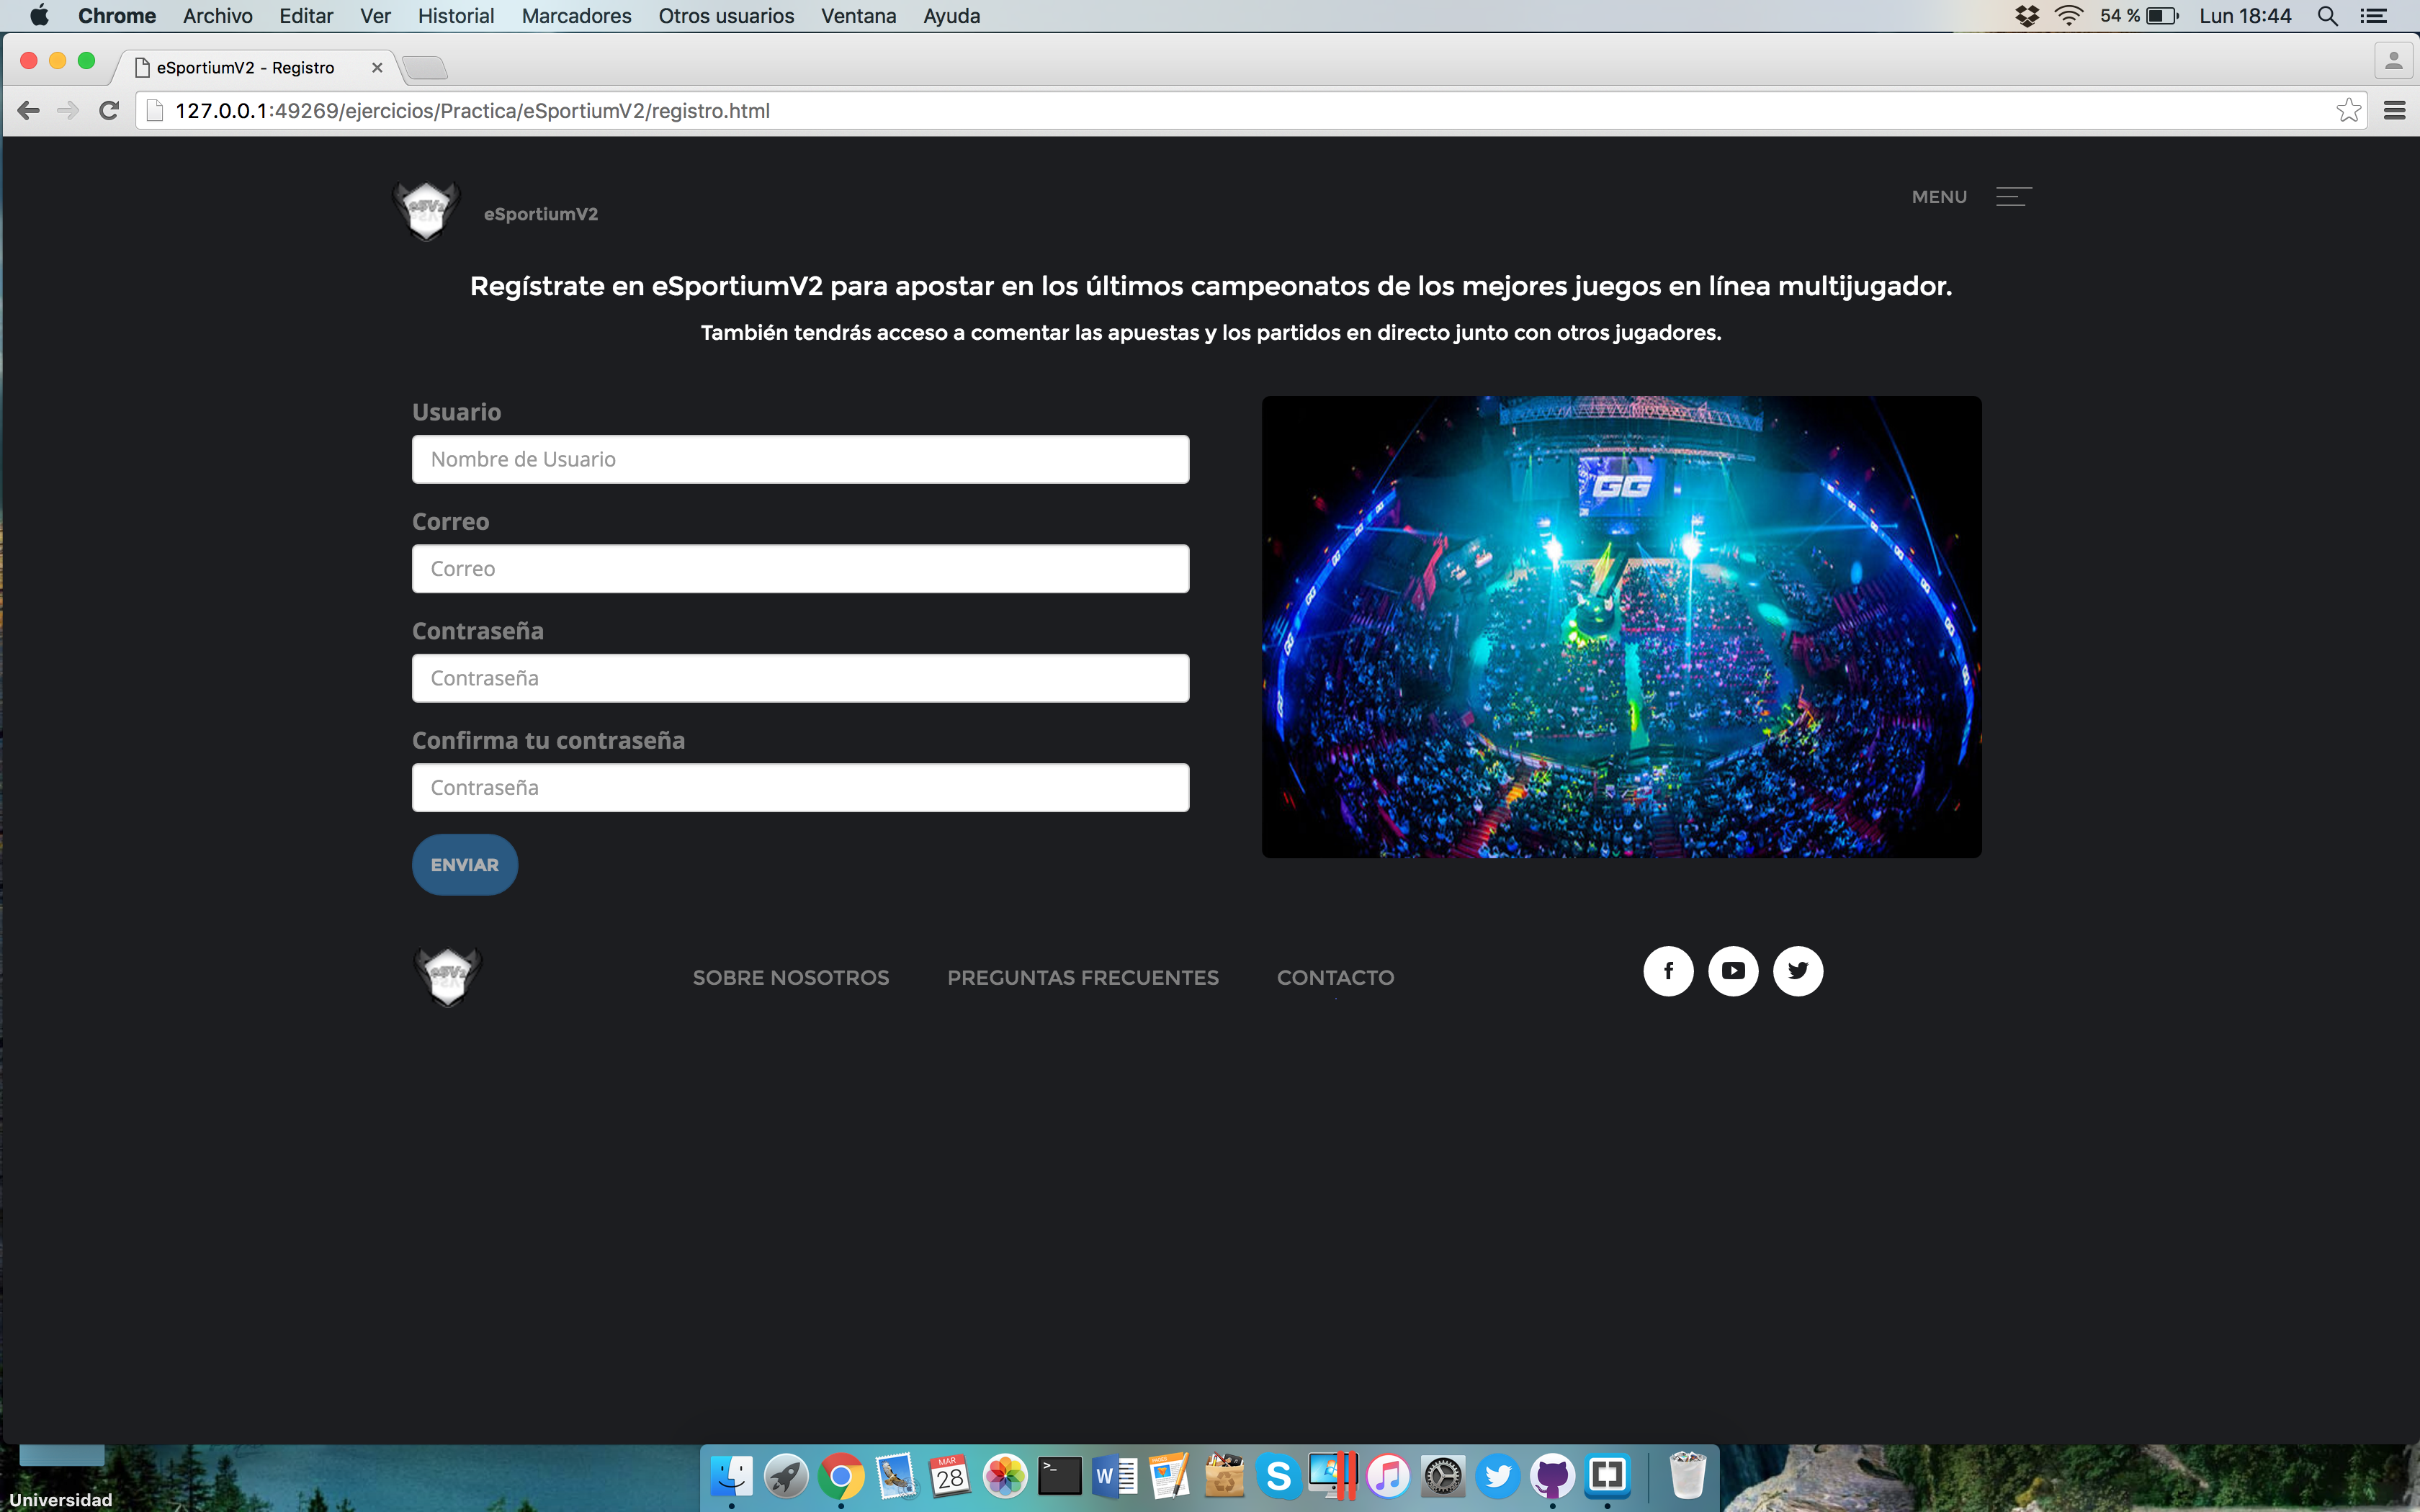 Chrome Archivo Editar Ver Historial Marcadores Otros usuarios Ventana Ayuda 54 % Lun 18:44
eSportiumV2 - Registro
127.0.0.1:49269/ejercicios/Practica/eSportiumV2/registro.html
eSportiumV2 MENU
Regístrate en eSportiumV2 para apostar en los últimos campeonatos de los mejores juegos en línea multijugador.
También tendrás acceso a comentar las apuestas y los partidos en directo junto con otros jugadores.
Usuario
Nombre de Usuario
GG
Correo
Correo
Contraseña
Contraseña
Confirma tu contraseña
Contraseña
ENVIAR
SOBRE NOSOTROS PREGUNTAS FRECUENTES CONTACTO
MAR
28
Universidad